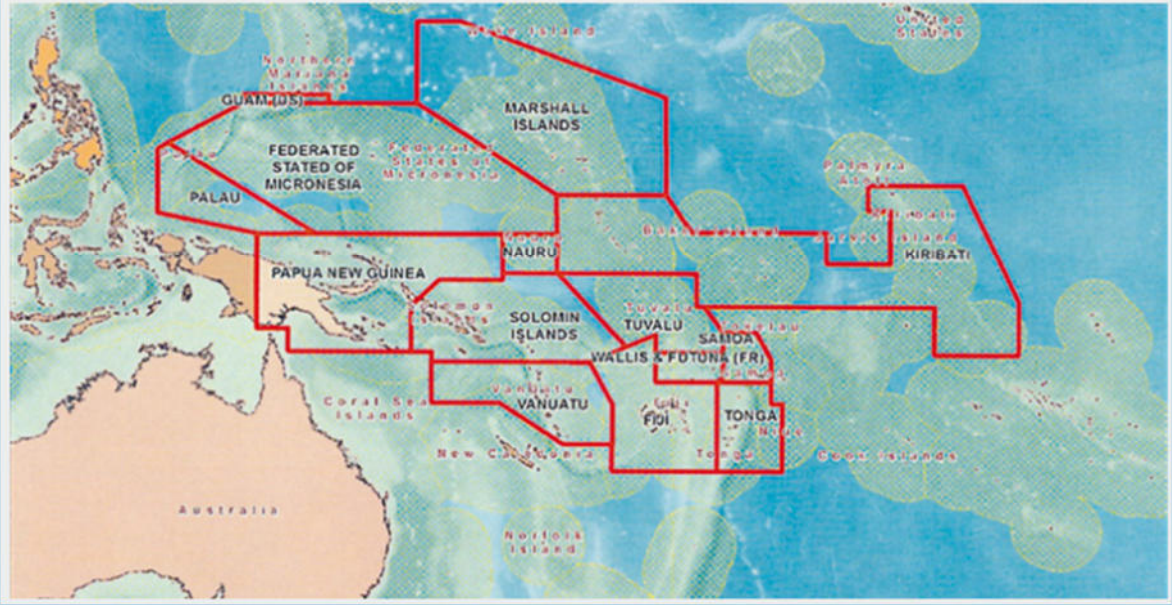 United
States
Wake Island
Northern
Mariana
Islands
GUAM (US)
MARSHALL
ISLANDS
FEDERATED
STATED OF
MICRONESIA
Federated
States of
Micronesia
Palau
PALAU
Palmyra
Atoll
Kiribati
Jarvis Island
KIRIBATI
Nauru
NAURU
PAPUA NEW GUINEA
Solomon
Islands
SOLOMIN
ISLANDS
Tuvalu
TUVALU
Tokelau
SAMOA
WALLIS & FOTUNA (FR)
Samoa
Vanuatu
VANUATU
Coral Sea
Islands
Fiji
FIJI
TONGA
Niue
New Caledonia
Tonga
Cook Islands
Australia
Norfolk
Island